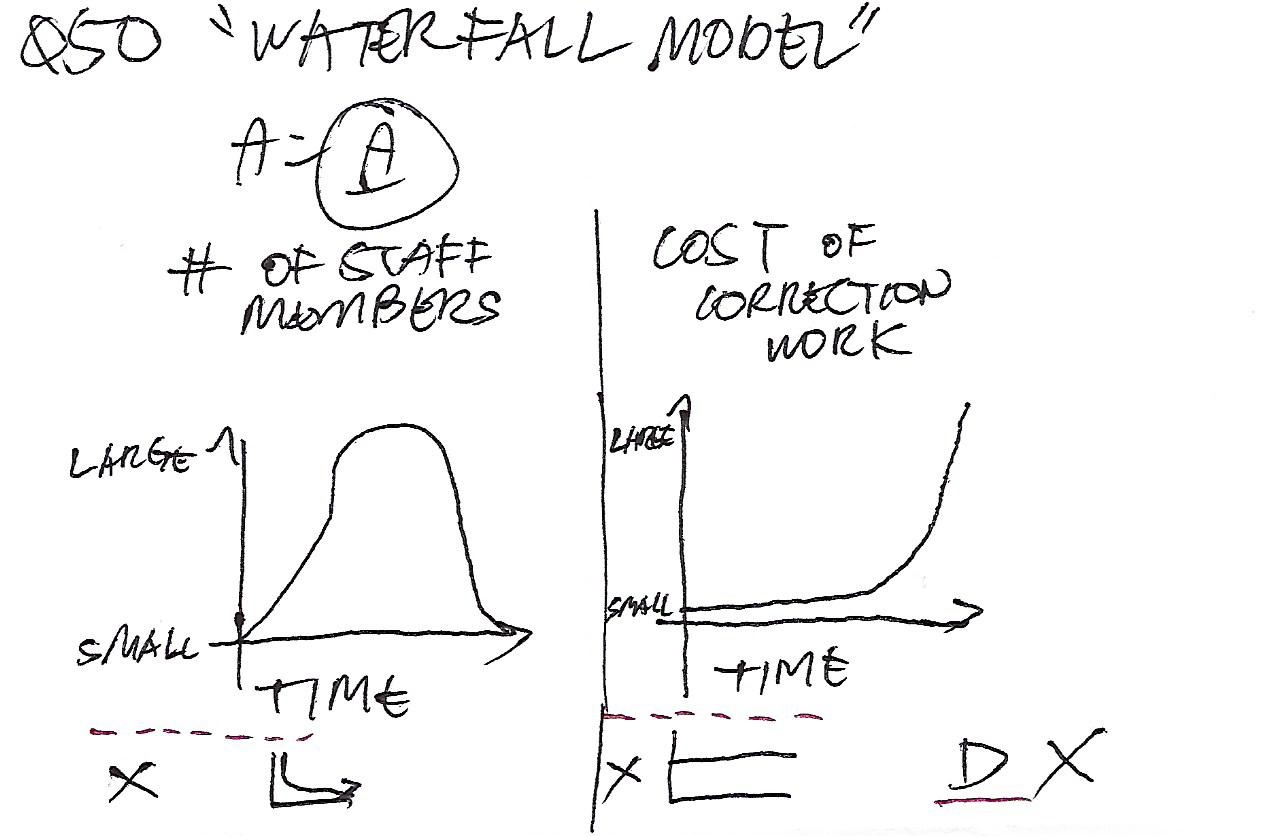 Q50 "WATERFALL MODEL"
A = A
# OF STAFF
MEMBERS
LARGE
SMALL
TIME
X
COST OF
CORRECTION
WORK
LARGE
SMALL
TIME
X
D X